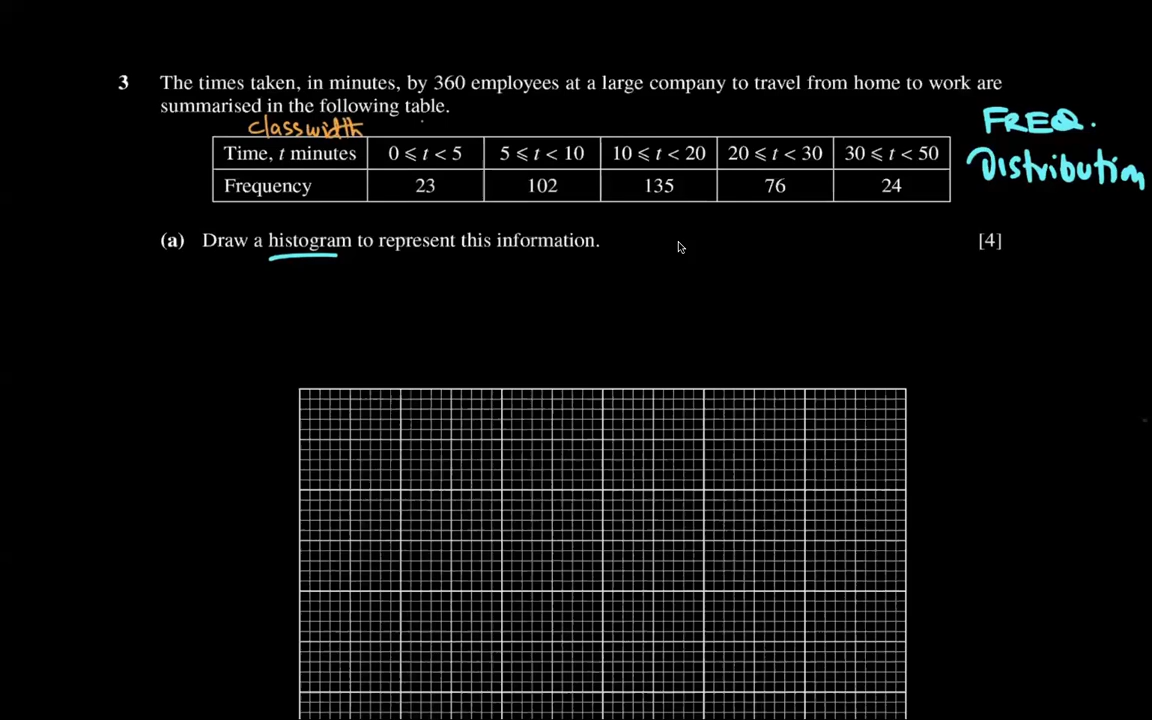 3 The times taken, in minutes, by 360 employees at a large company to travel from home to work are
summarised in the following table.
classwidth
FREQ.
Distribution
Time, t minutes 0 ⩽ t < 5 5 ⩽ t < 10 10 ⩽ t < 20 20 ⩽ t < 30 30 ⩽ t < 50
Frequency 23 102 135 76 24
(a) Draw a histogram to represent this information. [4]